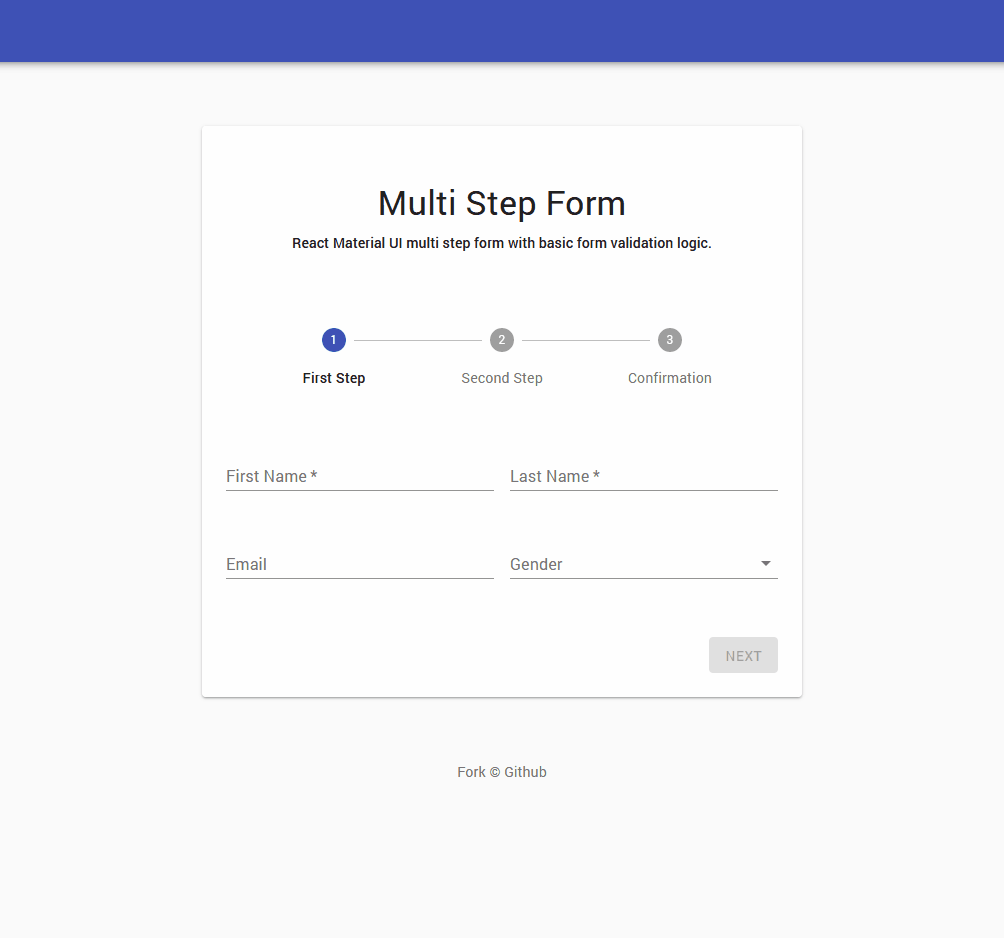 Multi Step Form
React Material UI multi step form with basic form validation logic.
1 2 3
First Step Second Step Confirmation
First Name * Last Name *
Email Gender
NEXT
Fork © Github